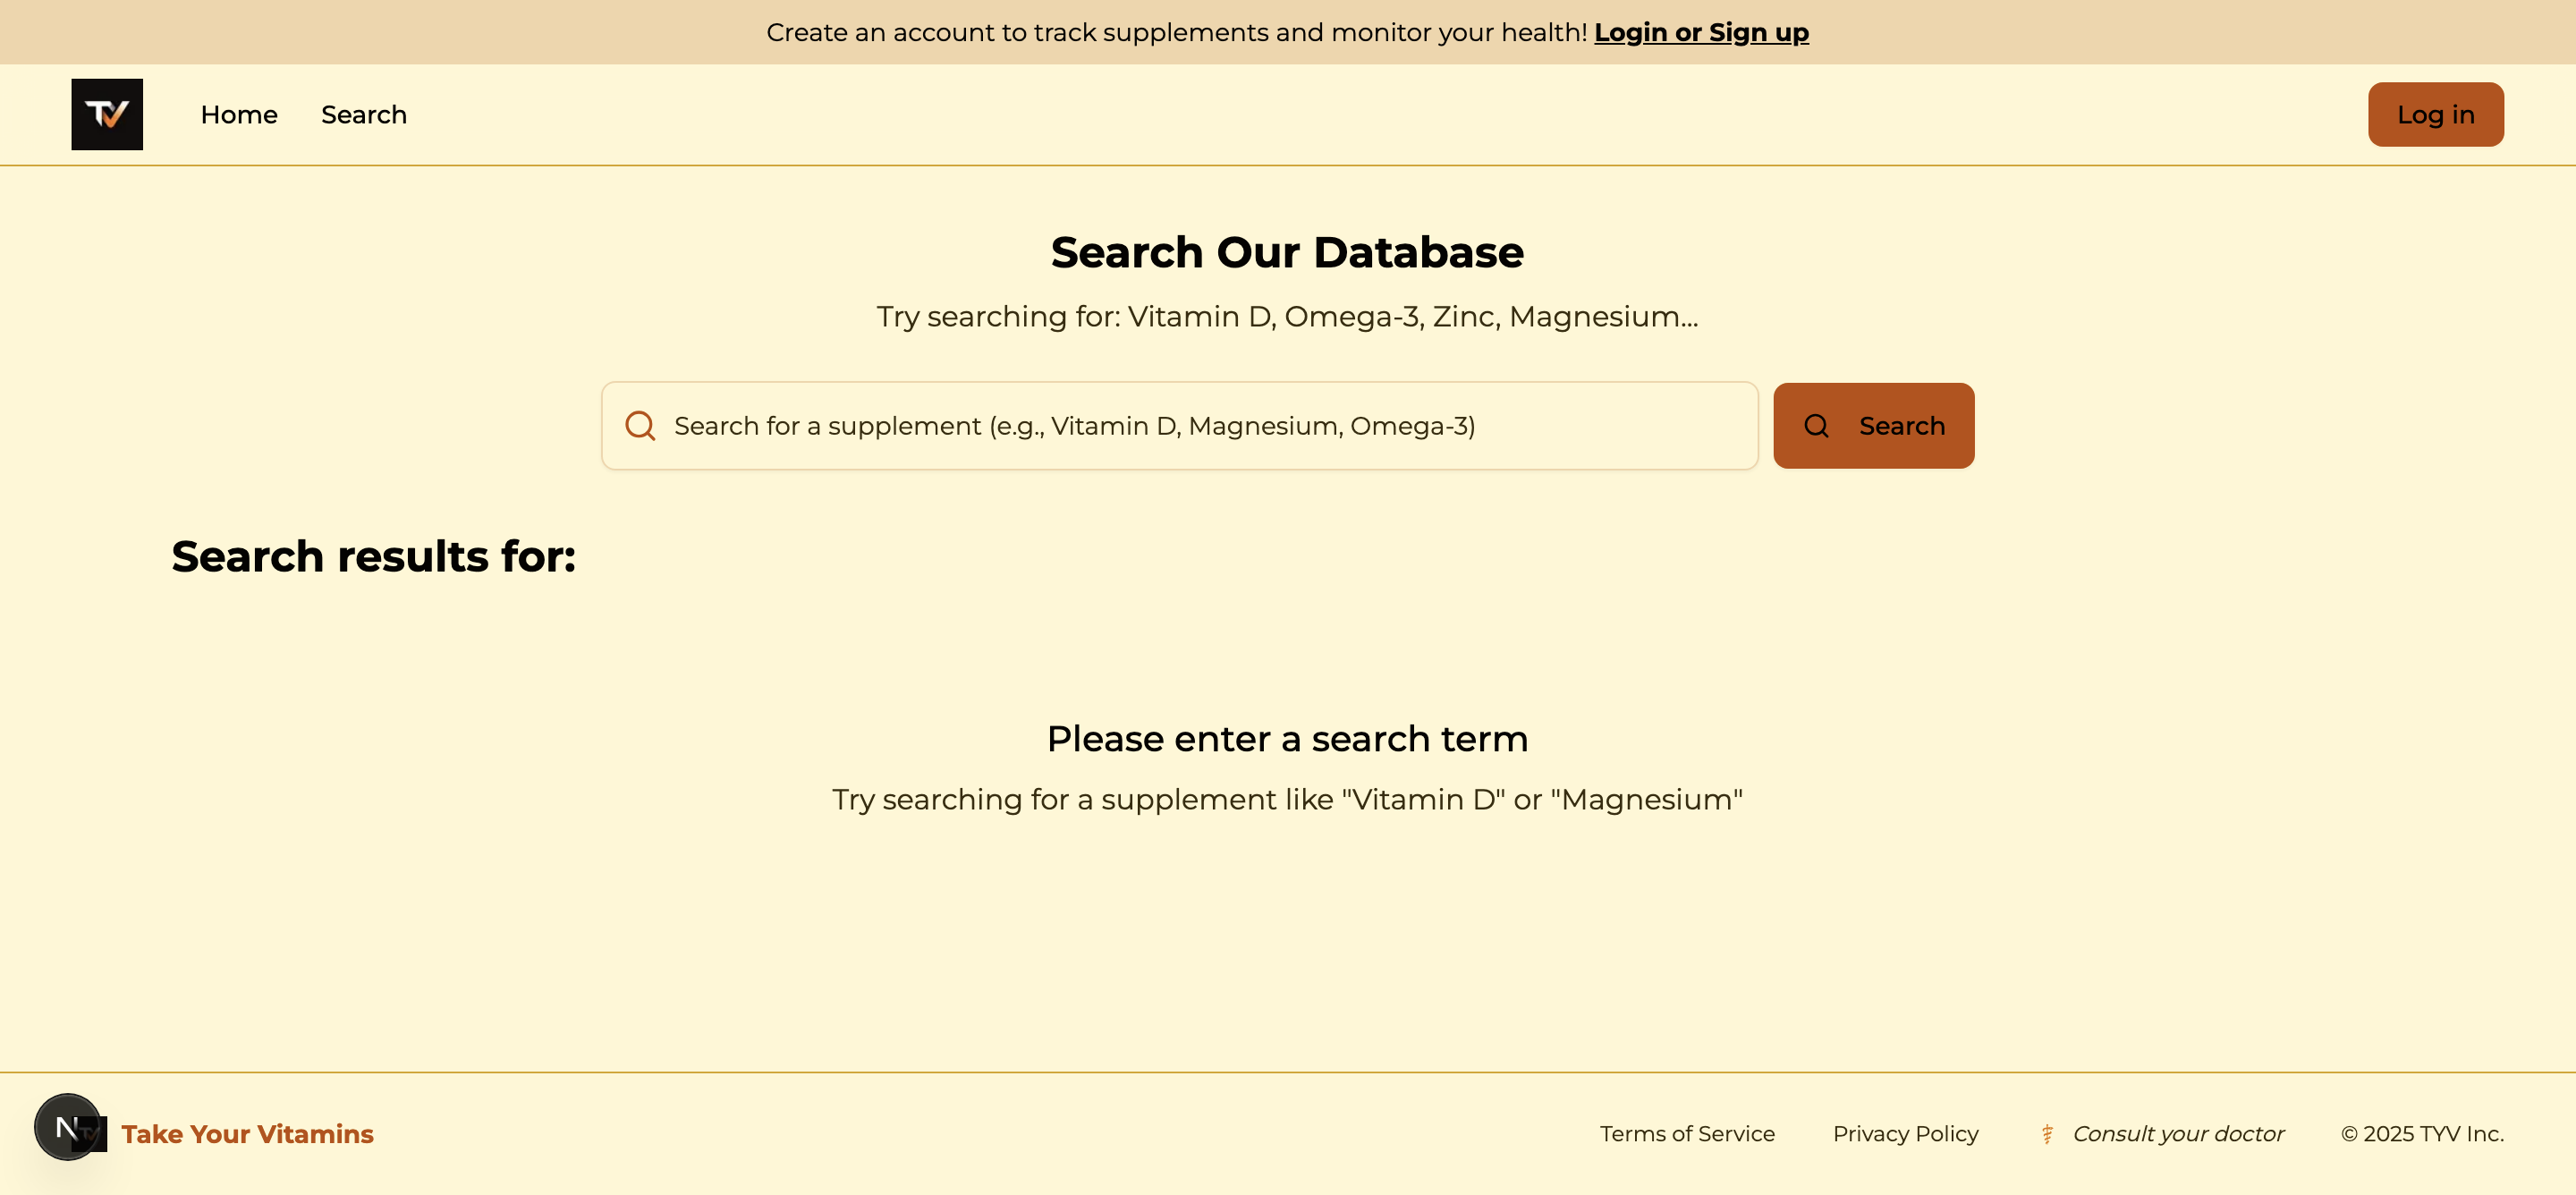 Create an account to track supplements and monitor your health! Login or Sign up
TV
Home
Search
Log in
Search Our Database
Try searching for: Vitamin D, Omega-3, Zinc, Magnesium...
Search for a supplement (e.g., Vitamin D, Magnesium, Omega-3)
Search
Search results for:
Please enter a search term
Try searching for a supplement like "Vitamin D" or "Magnesium"
N
Take Your Vitamins
Terms of Service
Privacy Policy
Consult your doctor
© 2025 TYV Inc.